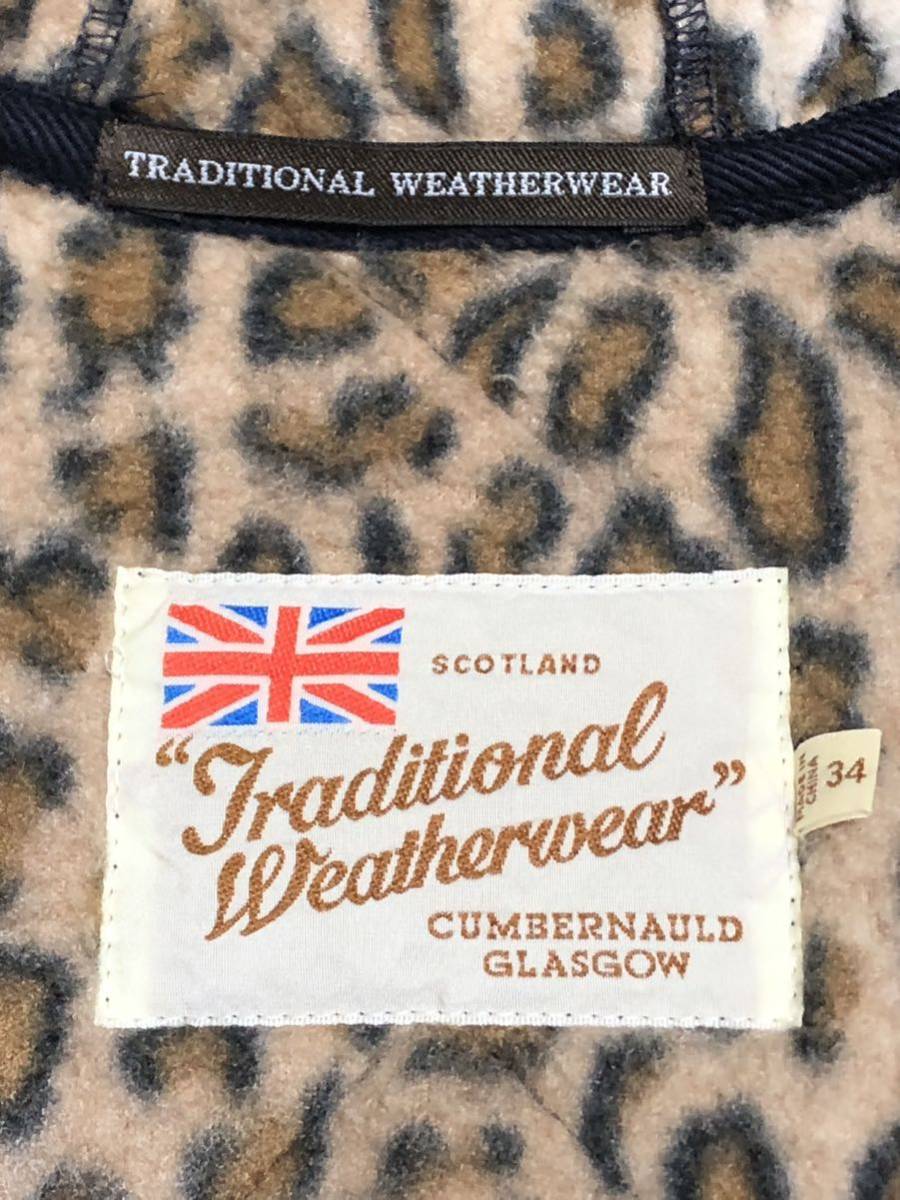 TRADITIONAL WEATHERWEAR
SCOTLAND
“Traditional
Weatherwear”
CUMBERNAULD
GLASGOW
MADE IN
CHINA
34